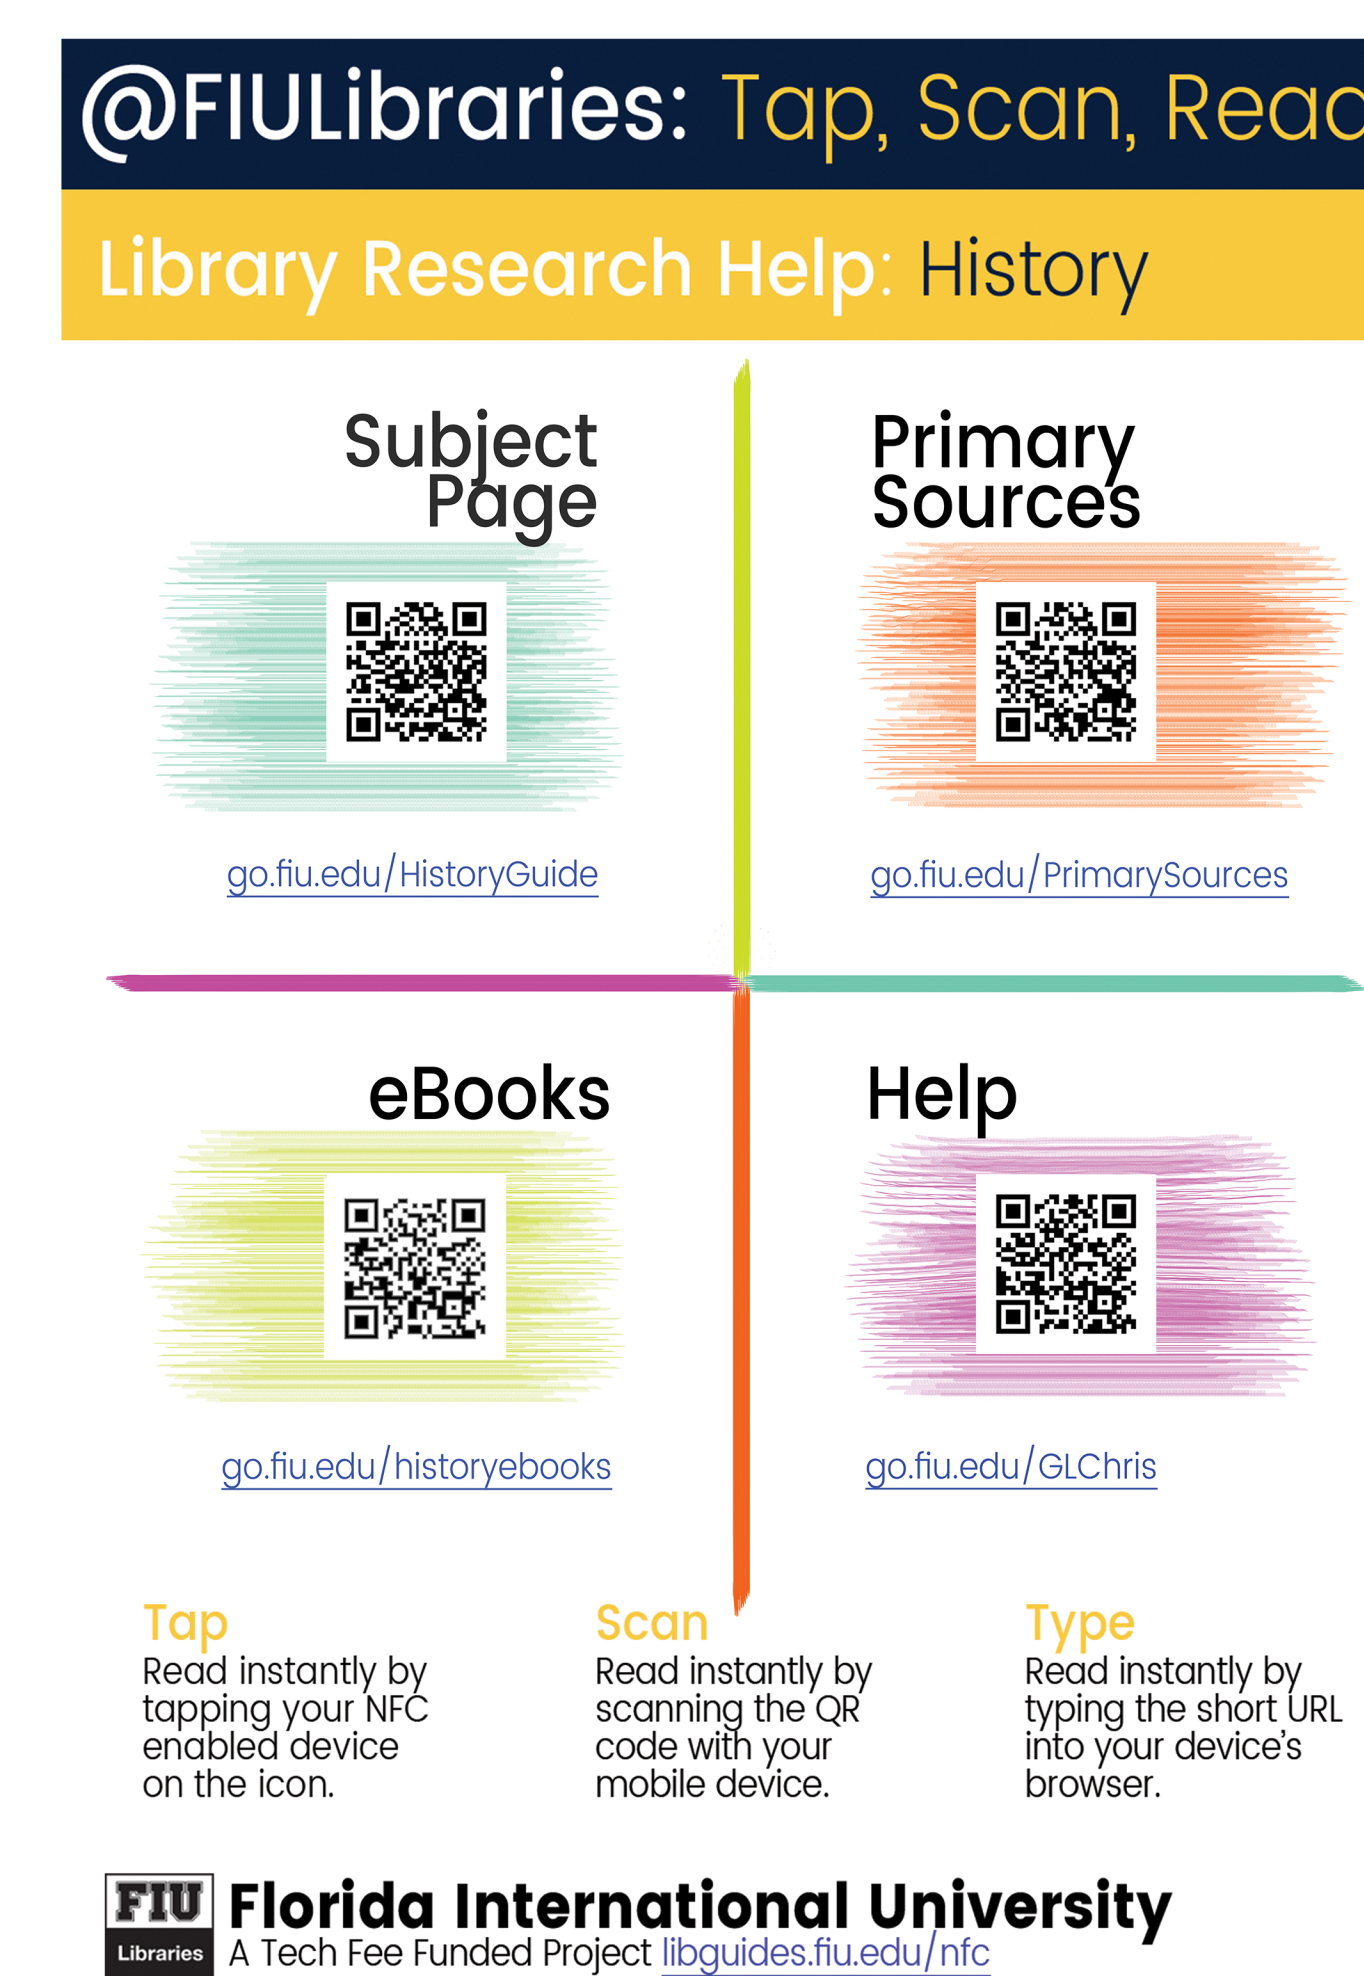 @FIULibraries: Tap, Scan, Read
Library Research Help: History
Subject
Page
go.fiu.edu/HistoryGuide
Primary
Sources
go.fiu.edu/PrimarySources
eBooks
go.fiu.edu/historyebooks
Help
go.fiu.edu/GLChris
Tap
Read instantly by
tapping your NFC
enabled device
on the icon.
Scan
Read instantly by
scanning the QR
code with your
mobile device.
Type
Read instantly by
typing the short URL
into your device’s
browser.
FIU
Libraries
Florida International University
A Tech Fee Funded Project libguides.fiu.edu/nfc